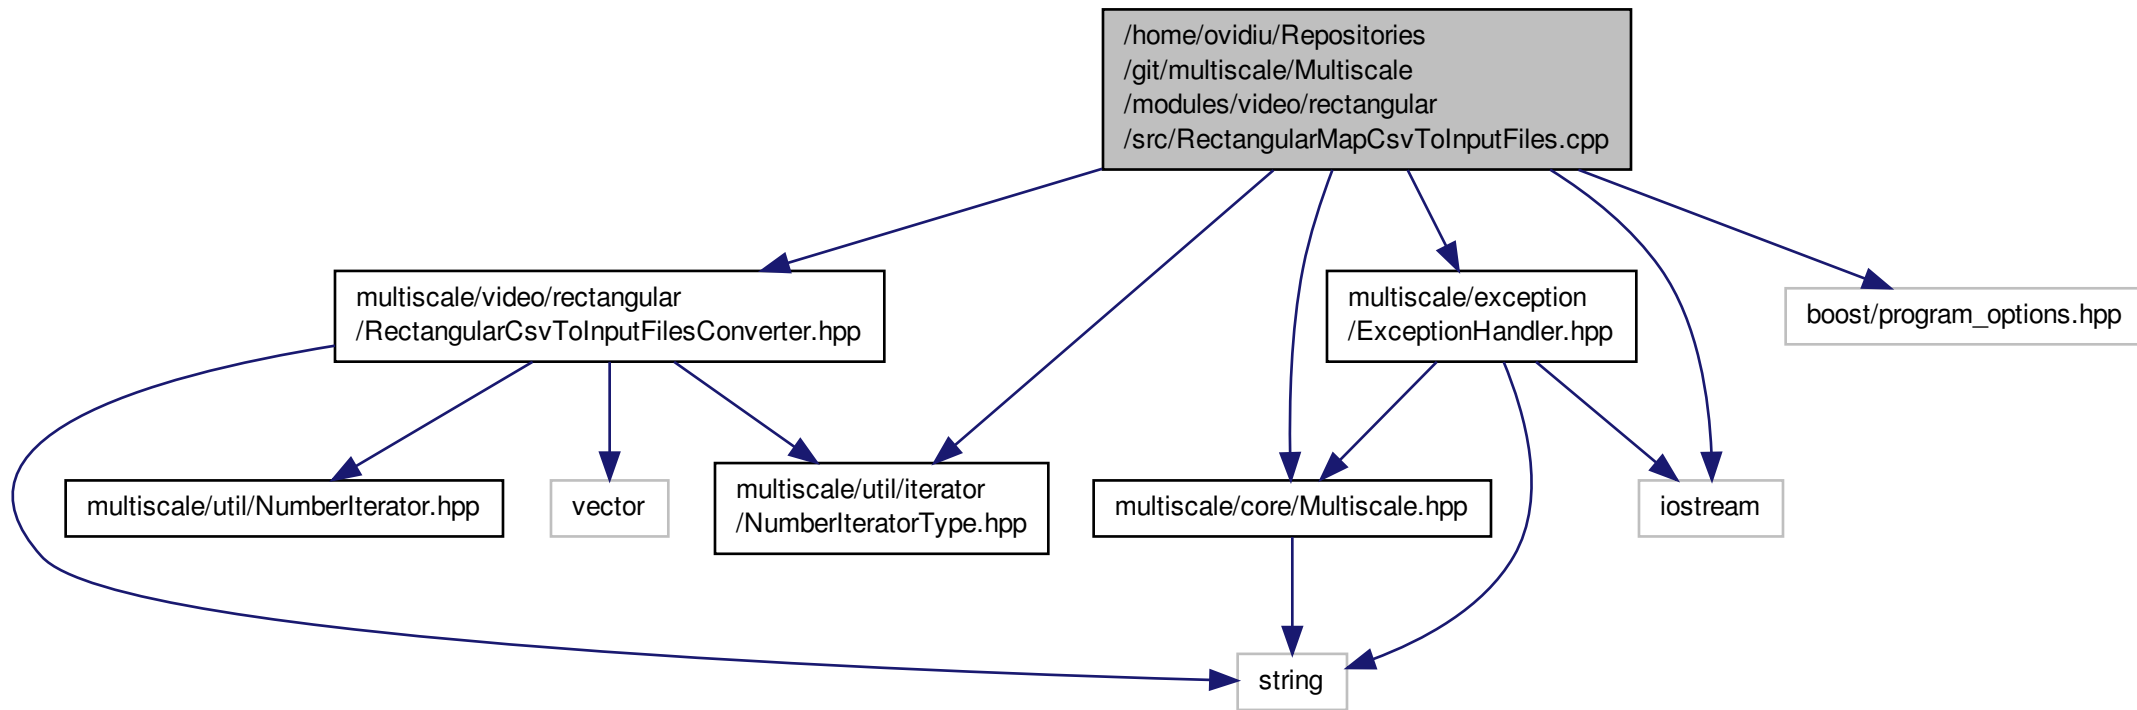 /home/ovidiu/Repositories
/git/multiscale/Multiscale
/modules/video/rectangular
/src/RectangularMapCsvToInputFiles.cpp
multiscale/video/rectangular
/RectangularCsvToInputFilesConverter.hpp
multiscale/exception
/ExceptionHandler.hpp
boost/program_options.hpp
multiscale/util/NumberIterator.hpp
vector
multiscale/util/iterator
/NumberIteratorType.hpp
multiscale/core/Multiscale.hpp
iostream
string